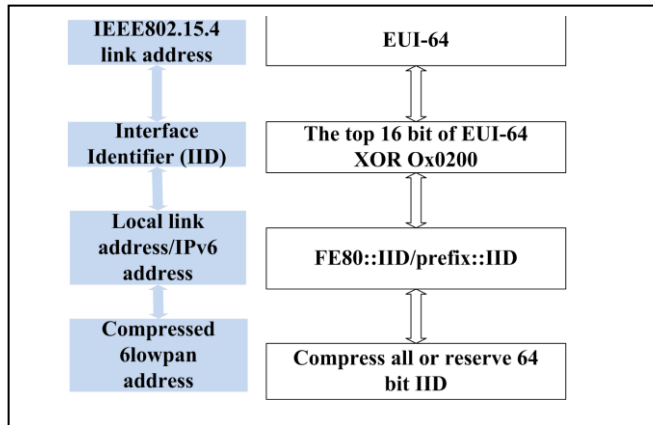 IEEE802.15.4
link address
EUI-64
Interface
Identifier (IID)
The top 16 bit of EUI-64
XOR Ox0200
Local link
address/IPv6
address
FE80::IID/prefix::IID
Compressed
6lowpan
address
Compress all or reserve 64
bit IID